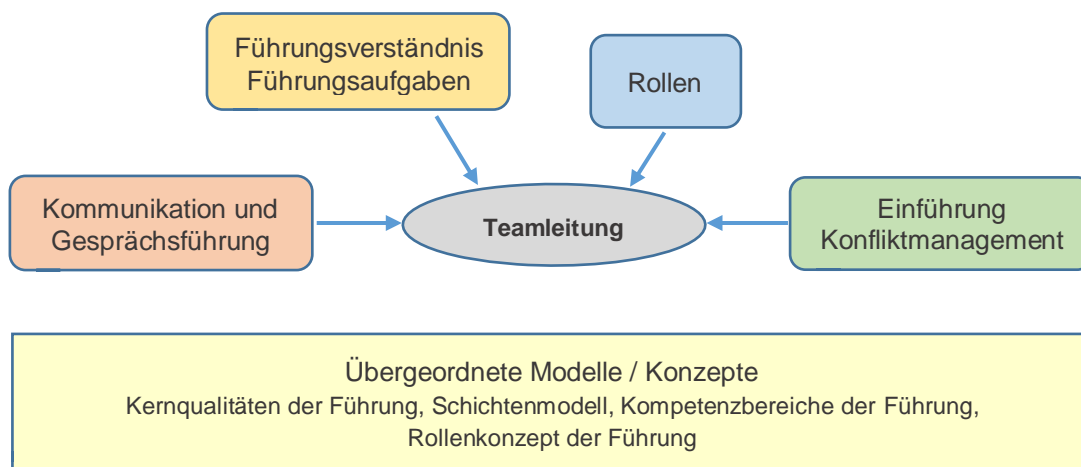 Führungsverständnis
Führungsaufgaben
Rollen
Kommunikation und
Gesprächsführung
Teamleitung
Einführung
Konfliktmanagement
Übergeordnete Modelle / Konzepte
Kernqualitäten der Führung, Schichtenmodell, Kompetenzbereiche der Führung,
Rollenkonzept der Führung